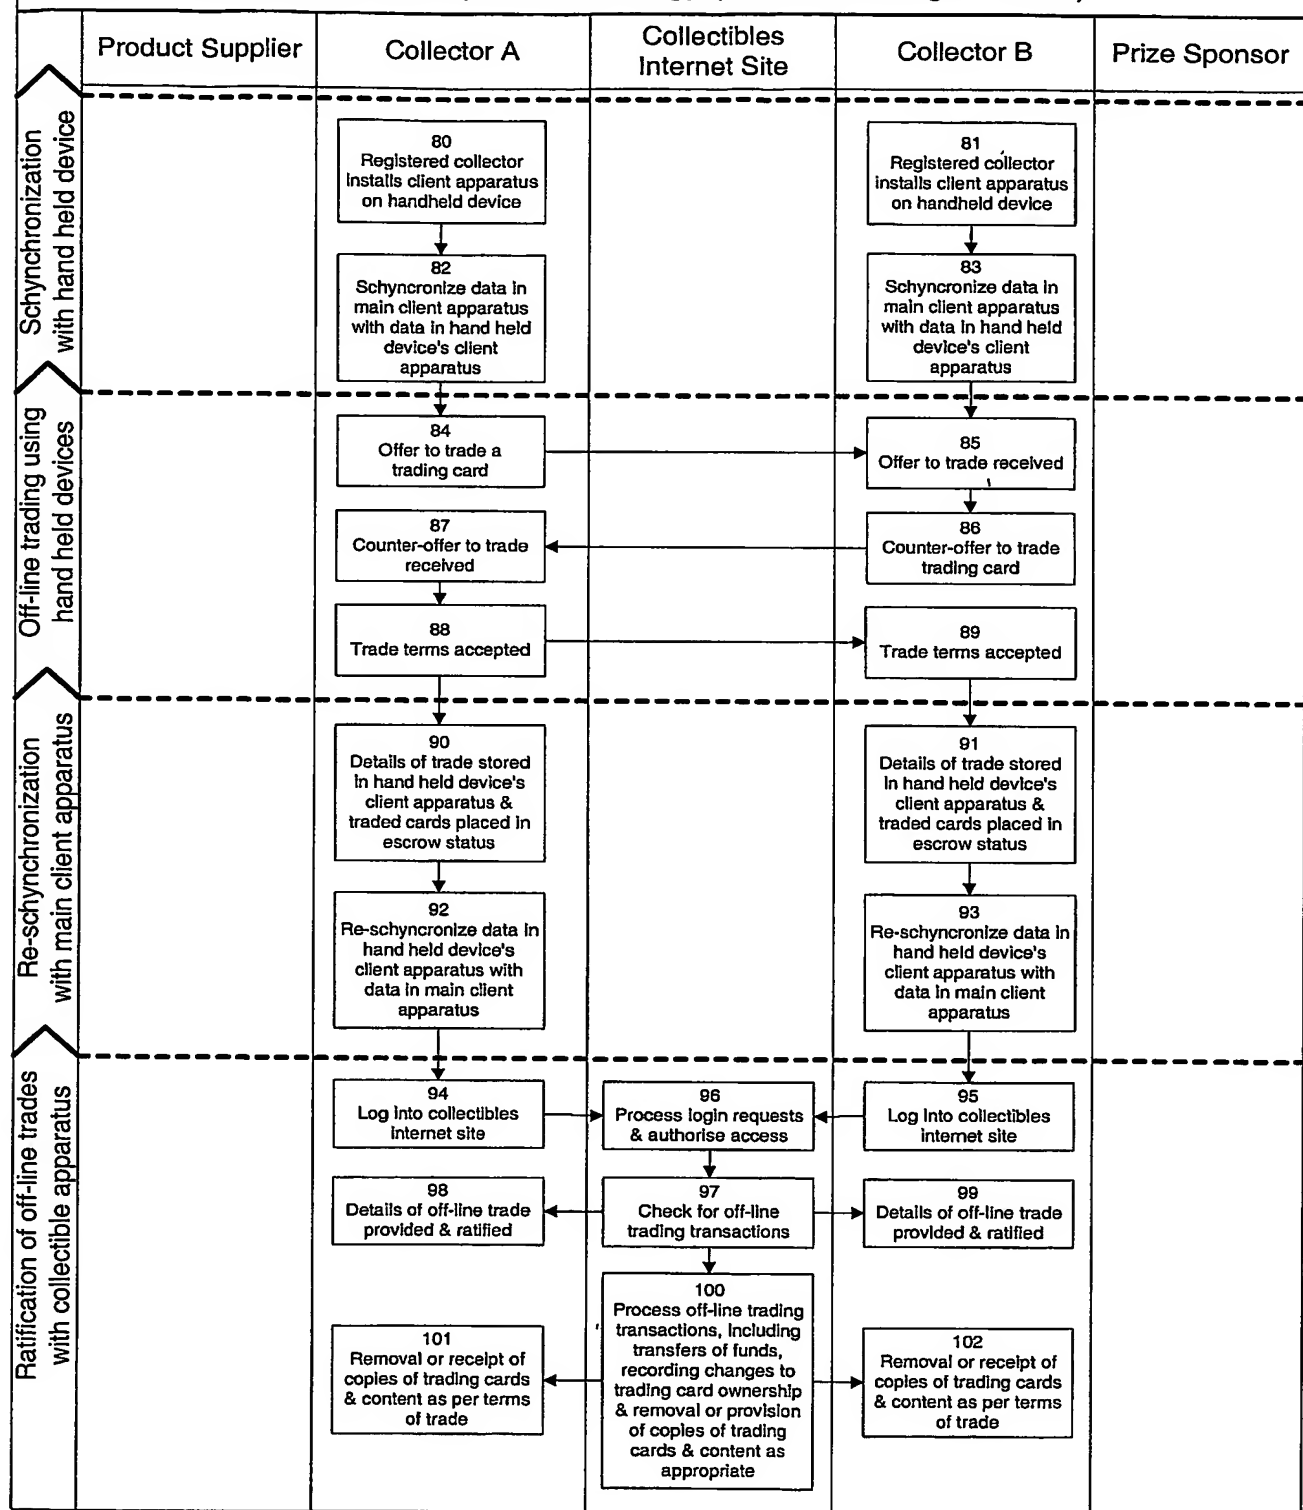 Product Supplier
Collector A
Collectibles
Internet Site
Collector B
Prize Sponsor
Schynchronization
with hand held device
80
Registered collector
installs client apparatus
on handheld device
81
Registered collector
installs client apparatus
on handheld device
82
Schyncronize data in
main client apparatus
with data in hand held
device's client
apparatus
83
Schyncronize data in
main client apparatus
with data in hand held
device's client
apparatus
Off-line trading using
hand held devices
84
Offer to trade a
trading card
85
Offer to trade received
87
Counter-offer to trade
received
86
Counter-offer to trade
trading card
88
Trade terms accepted
89
Trade terms accepted
Re-schynchronization
with main client apparatus
90
Details of trade stored
in hand held device's
client apparatus &
traded cards placed in
escrow status
91
Details of trade stored
in hand held device's
client apparatus &
traded cards placed in
escrow status
92
Re-schyncronize data in
hand held device's
client apparatus with
data in main client
apparatus
93
Re-schyncronize data in
hand held device's
client apparatus with
data in main client
apparatus
Ratification of off-line trades
with collectible apparatus
94
Log into collectibles
internet site
96
Process login requests
& authorise access
95
Log into collectibles
internet site
98
Details of off-line trade
provided & ratified
97
Check for off-line
trading transactions
99
Details of off-line trade
provided & ratified
100
Process off-line trading
transactions, including
transfers of funds,
recording changes to
trading card ownership
& removal or provision
of copies of trading
cards & content as
appropriate
101
Removal or receipt of
copies of trading cards
& content as per terms
of trade
102
Removal or receipt of
copies of trading cards
& content as per terms
of trade